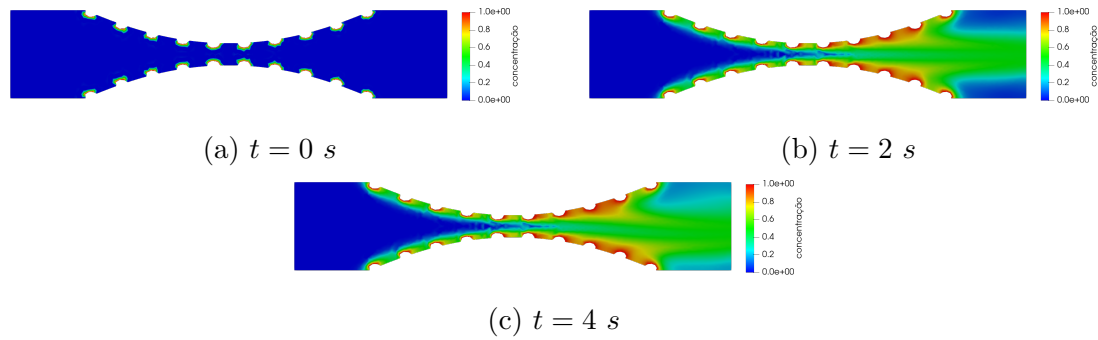 1.0e+00
0.8
0.6
0.4
0.2
0.0e+00
concentração
1.0e+00
0.8
0.6
0.4
0.2
0.0e+00
concentração
(a) t = 0 s
(b) t = 2 s
1.0e+00
0.8
0.6
0.4
0.2
0.0e+00
concentração
(c) t = 4 s